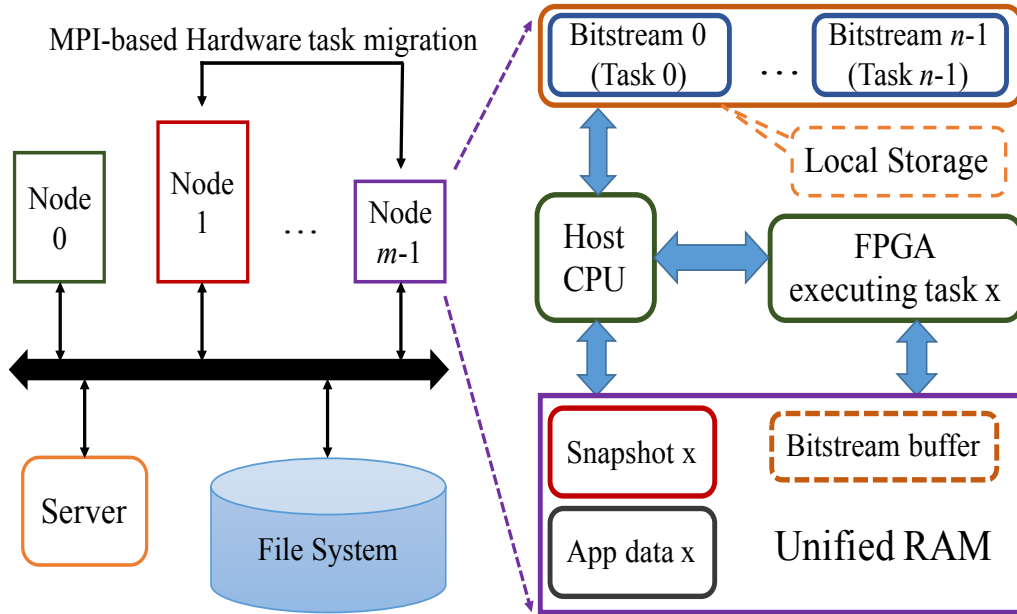 MPI-based Hardware task migration
Node
0
Node
1
…
Node
m-1
Server
File System
Bitstream 0
(Task 0)
…
Bitstream n-1
(Task n-1)
Local Storage
Host
CPU
FPGA
executing task x
Snapshot x
Bitstream buffer
App data x
Unified RAM